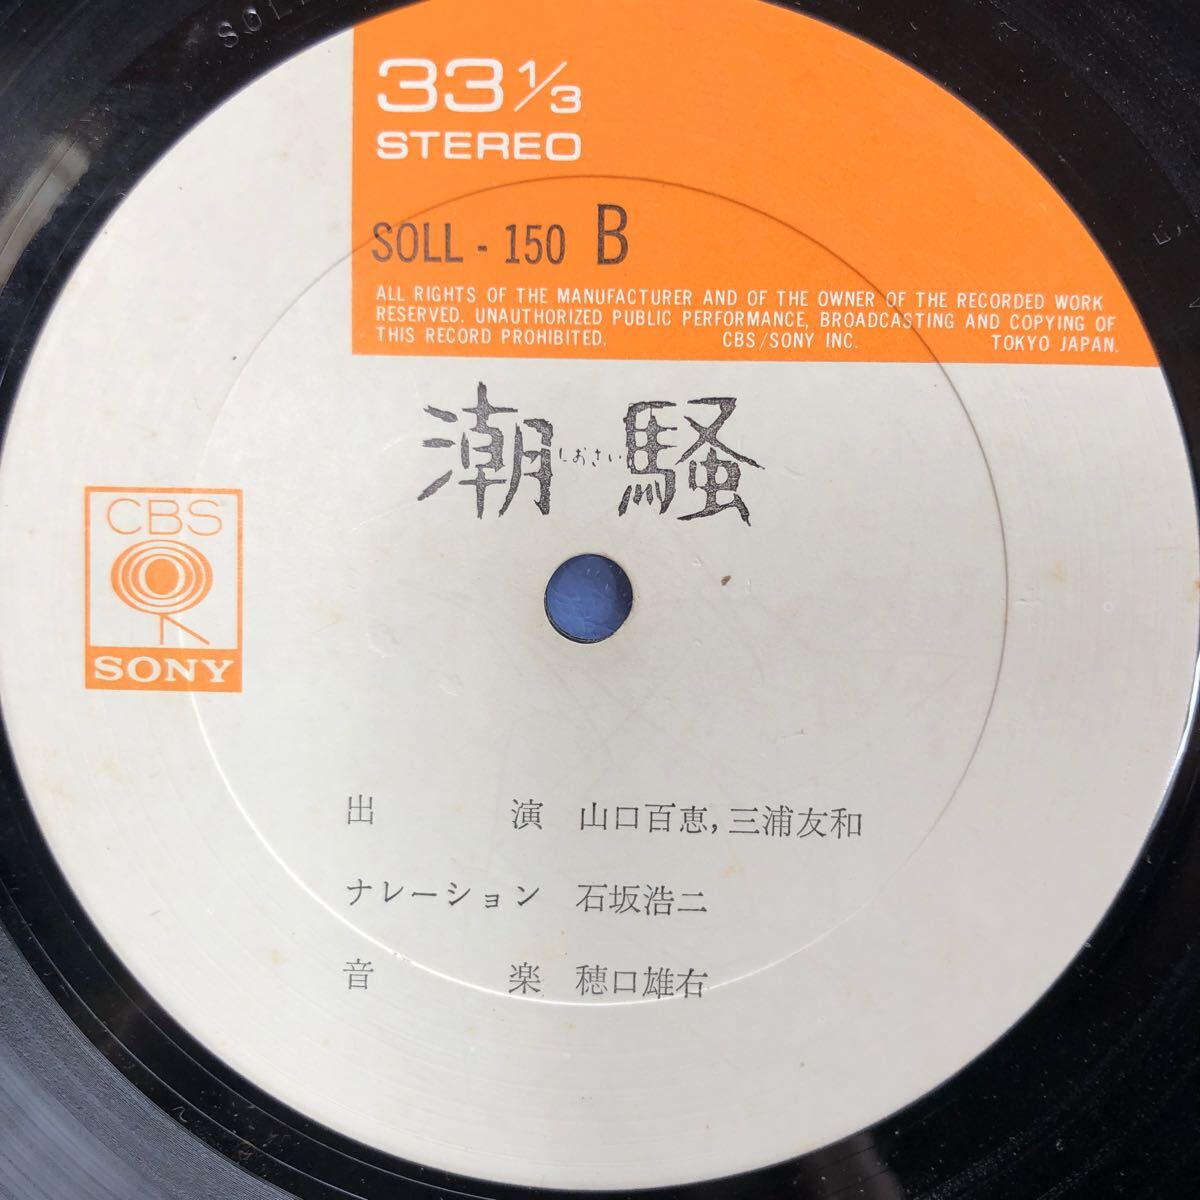 33 1/3
STEREO
SOLL - 150 B
ALL RIGHTS OF THE MANUFACTURER AND OF THE OWNER OF THE RECORDED WORK
RESERVED. UNAUTHORIZED PUBLIC PERFORMANCE, BROADCASTING AND COPYING OF
THIS RECORD PROHIBITED. CBS/SONY INC. TOKYO JAPAN.
潮騒
しおさい
CBS
SONY
出演 山口百恵,三浦友和
ナレーション 石坂浩二
音楽 穂口雄右